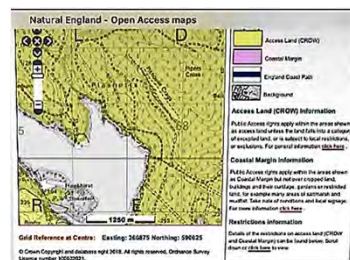 Natural England - Open Access maps
Access Land (CROW)
Coastal Margin
England Coast Path
Background
Access Land (CROW) Information
Public Access rights apply within the areas shown
as access land unless the land falls into a category
of excepted land, or is subject to local restrictions,
or exclusions. For general information click here.
Coastal Margin Information
Public Access rights apply within the areas shown
as Coastal Margin but not over cropped land,
buildings and their curtilage, gardens or restricted
land, for example many areas of saltmarsh and
mudflat. Take note of conditions and local signage.
For more information click here.
Restrictions Information
Details of the restrictions on access land (CROW
and Coastal Margin) can be found below. Scroll
down or click here to view.
1250 m
Grid Reference at Centre: Easting: 366875 Northing: 590625
© Crown Copyright and database right 2018. All rights reserved. Ordnance Survey
Licence number 100022021.